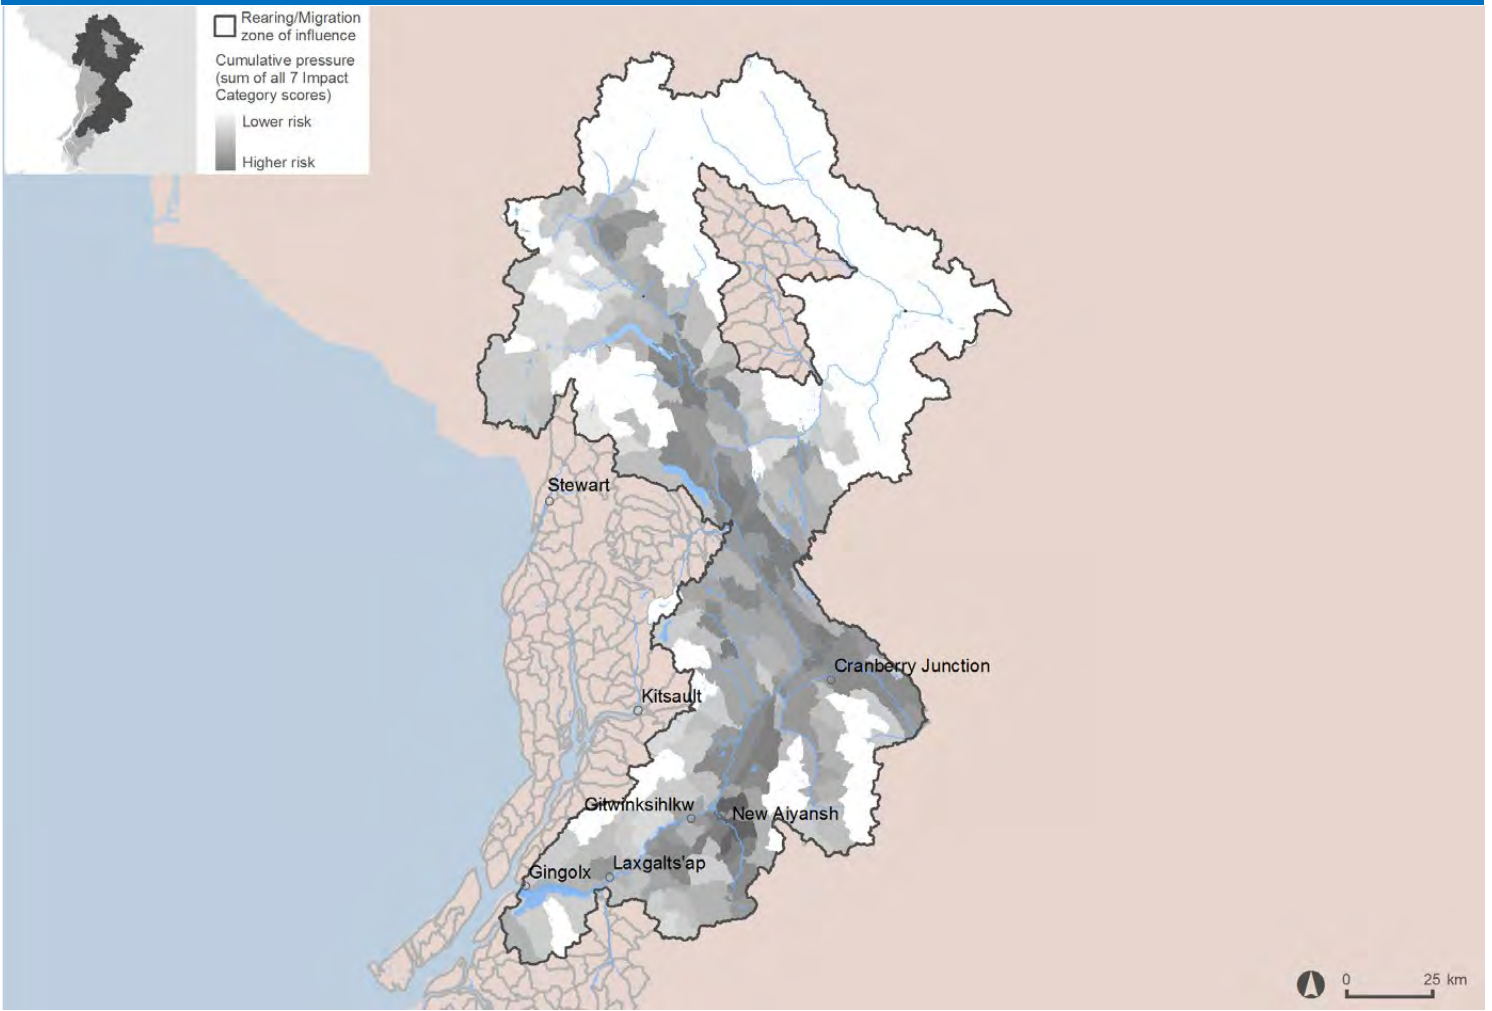 Rearing/Migration
zone of influence
Cumulative pressure
(sum of all 7 Impact
Category scores)
Lower risk
Higher risk
Stewart
Cranberry Junction
Kitsault
Gitwinksihlkw
New Aiyansh
Laxgalts'ap
Gingolx
0 25 km